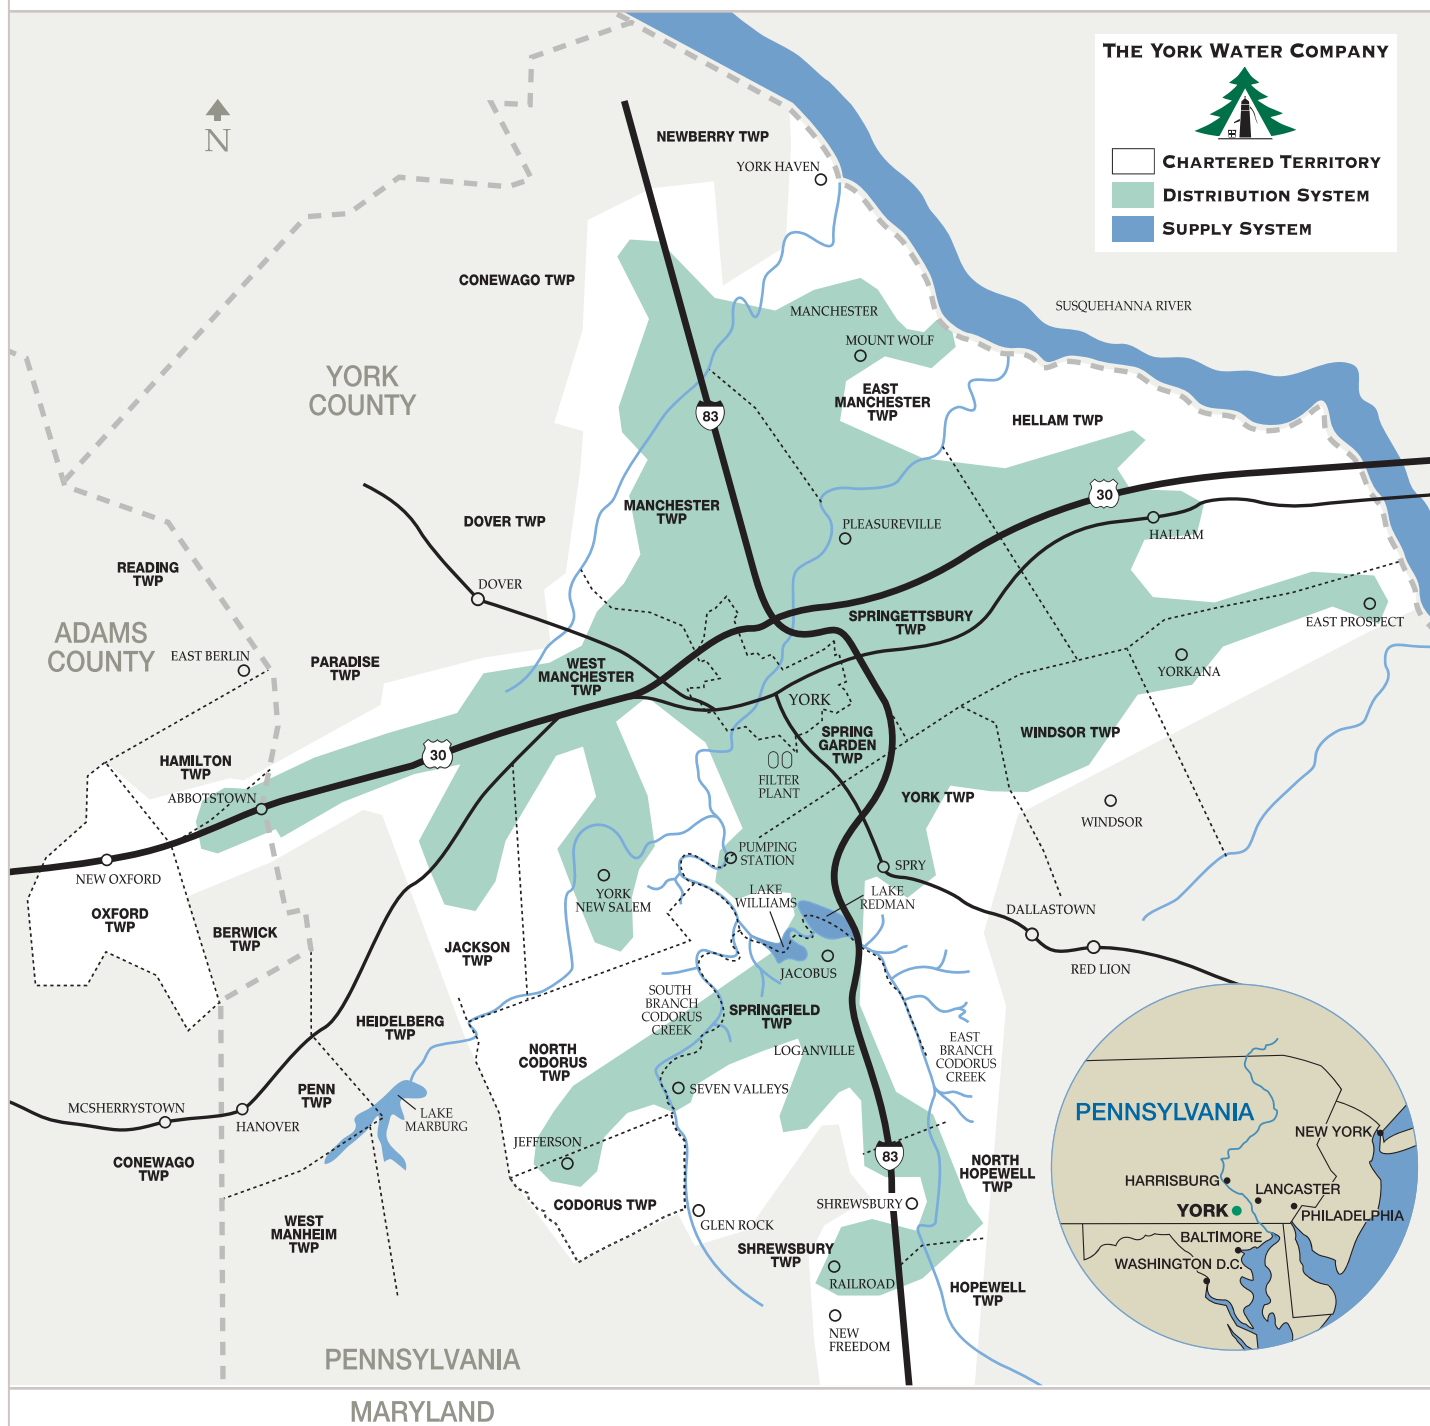 THE YORK WATER COMPANY
CHARTERED TERRITORY
DISTRIBUTION SYSTEM
SUPPLY SYSTEM
N
NEWBERRY TWP
YORK HAVEN
CONEWAGO TWP
SUSQUEHANNA RIVER
MANCHESTER
MOUNT WOLF
YORK
COUNTY
EAST
MANCHESTER
TWP
83
HELLAM TWP
30
MANCHESTER
TWP
DOVER TWP
PLEASUREVILLE
HALLAM
READING
TWP
DOVER
SPRINGETTSBURY
TWP
EAST PROSPECT
ADAMS
COUNTY
EAST BERLIN
PARADISE
TWP
WEST
MANCHESTER
TWP
YORKANA
YORK
SPRING
GARDEN
TWP
WINDSOR TWP
30
HAMILTON
TWP
FILTER
PLANT
ABBOTSTOWN
YORK TWP
WINDSOR
PUMPING
STATION
SPRY
NEW OXFORD
YORK
NEW SALEM
LAKE
WILLIAMS
LAKE
REDMAN
OXFORD
TWP
DALLASTOWN
BERWICK
TWP
JACKSON
TWP
JACOBUS
RED LION
SOUTH
BRANCH
CODORUS
CREEK
SPRINGFIELD
TWP
HEIDELBERG
TWP
LOGANVILLE
EAST
BRANCH
CODORUS
CREEK
NORTH
CODORUS
TWP
PENN
TWP
SEVEN VALLEYS
MCSHERRYSTOWN
HANOVER
LAKE
MARBURG
JEFFERSON
83
CONEWAGO
TWP
NORTH
HOPEWELL
TWP
CODORUS TWP
SHREWSBURY
GLEN ROCK
WEST
MANHEIM
TWP
SHREWSBURY
TWP
RAILROAD
HOPEWELL
TWP
NEW
FREEDOM
PENNSYLVANIA
MARYLAND
PENNSYLVANIA
NEW YORK
HARRISBURG
LANCASTER
YORK
PHILADELPHIA
BALTIMORE
WASHINGTON D.C.